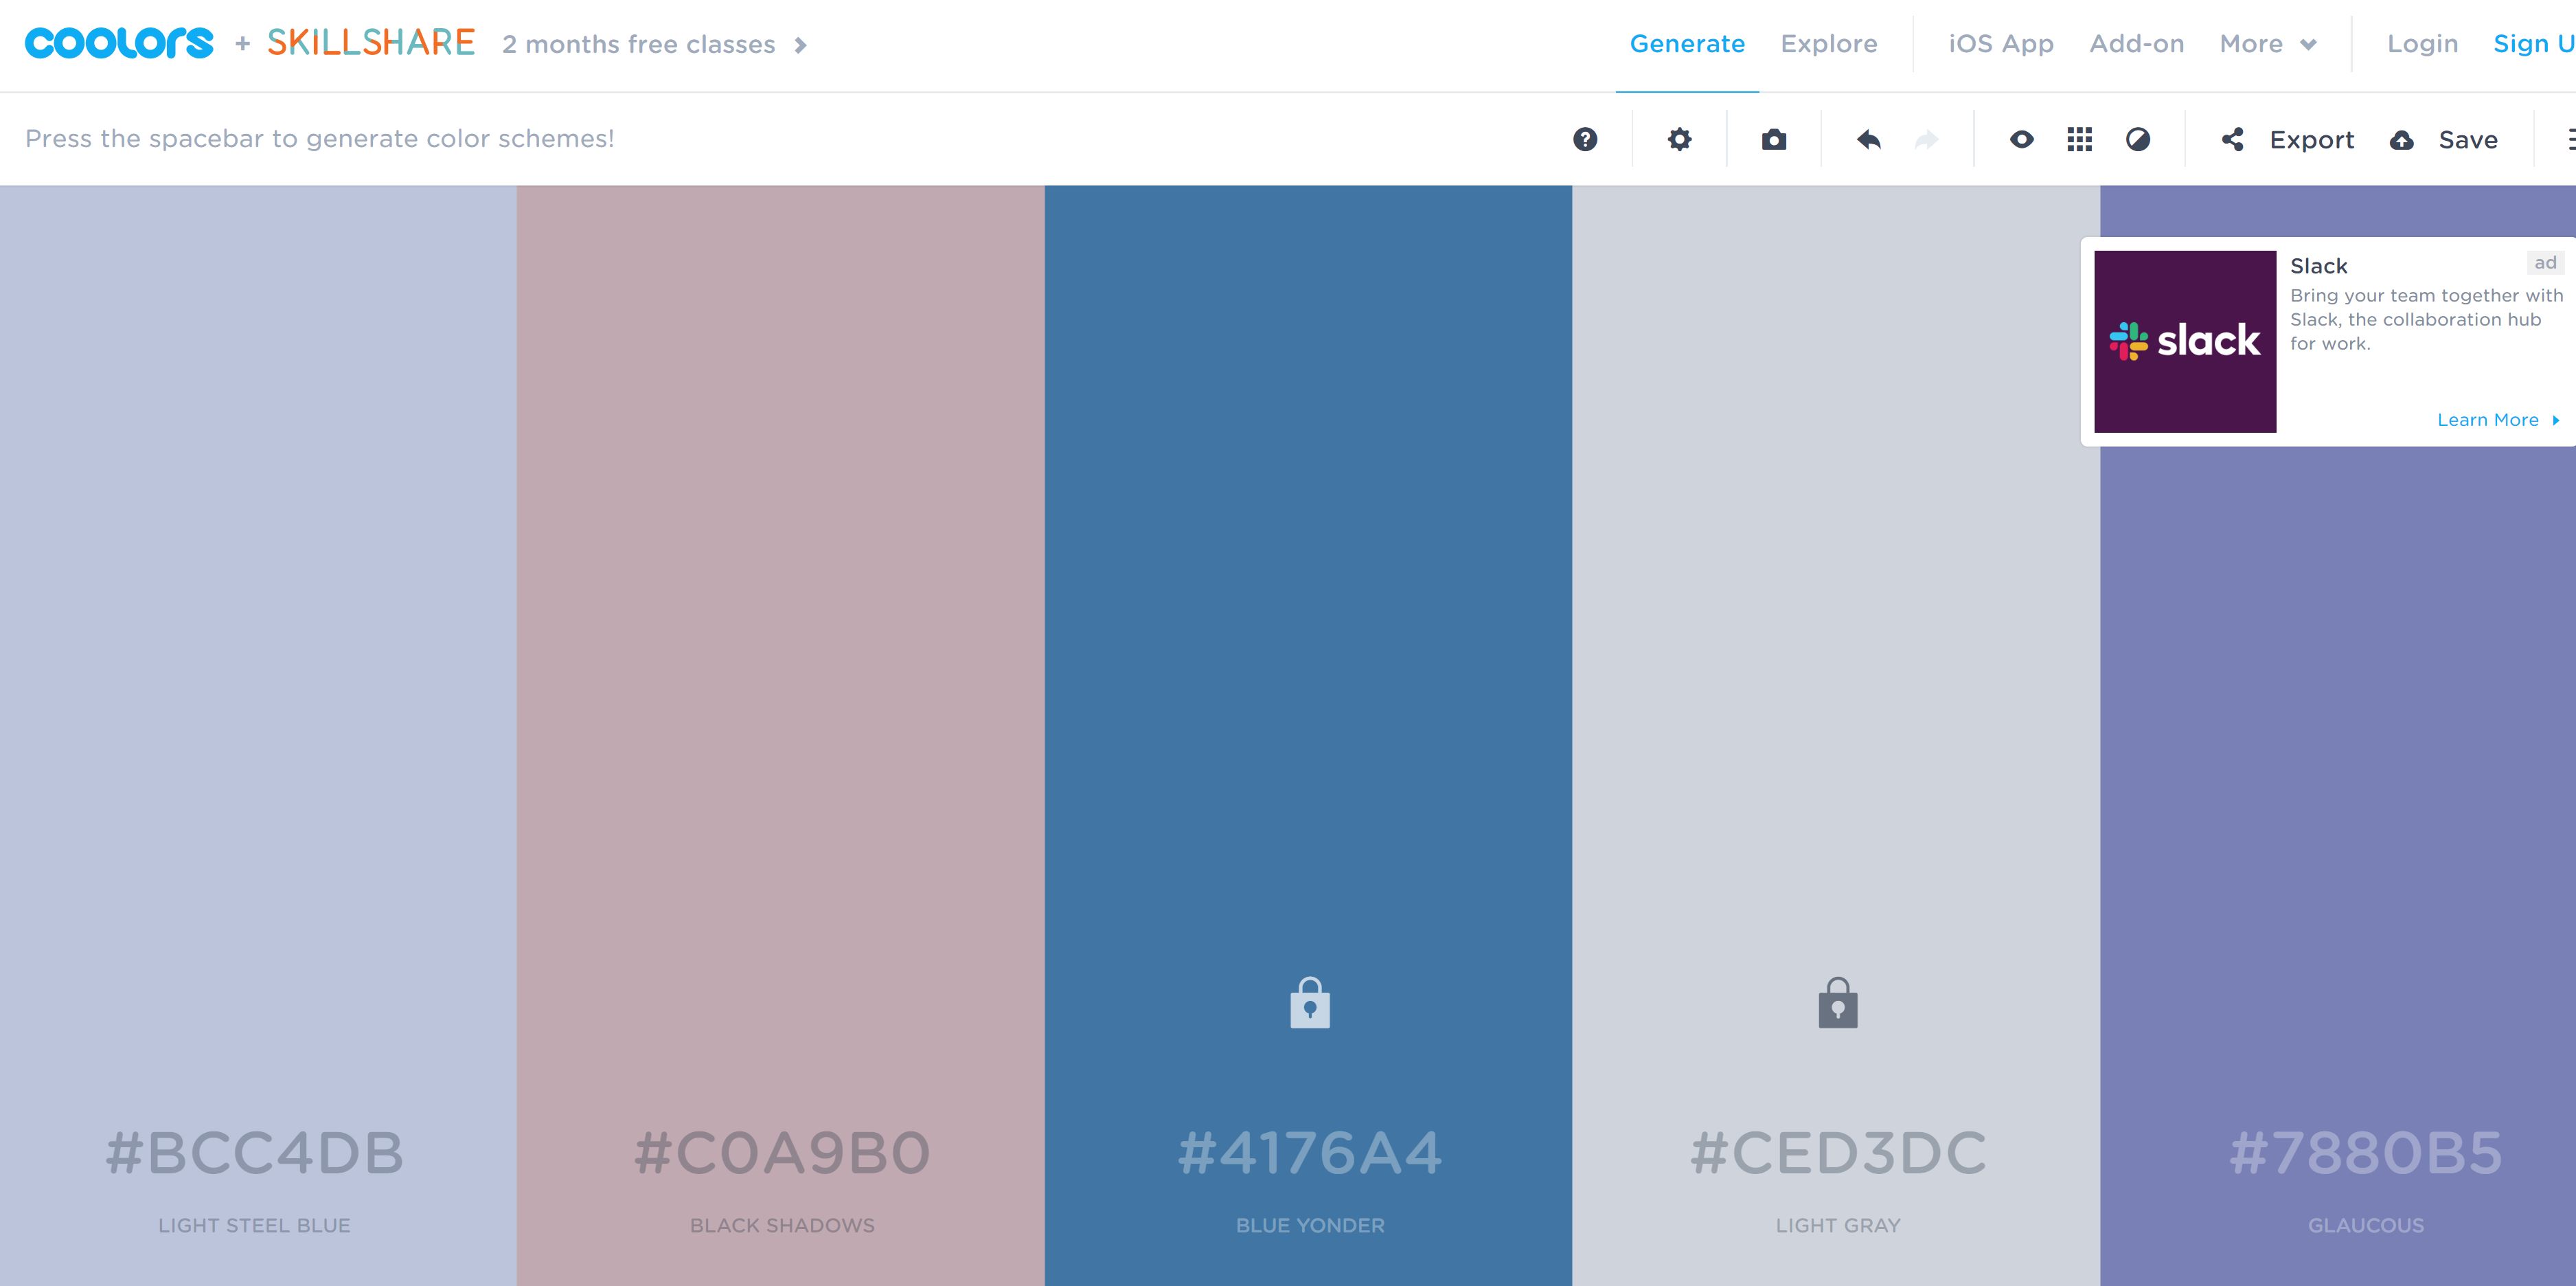 coolors + SKILLSHARE 2 months free classes
Generate Explore iOS App Add-on More Login Sign U
Press the spacebar to generate color schemes!
Export Save
Slack ad
Bring your team together with
Slack, the collaboration hub
for work.
slack
Learn More
#BCC4DB #C0A9B0 #4176A4 #CED3DC #7880B5
LIGHT STEEL BLUE BLACK SHADOWS BLUE YONDER LIGHT GRAY GLAUCOUS